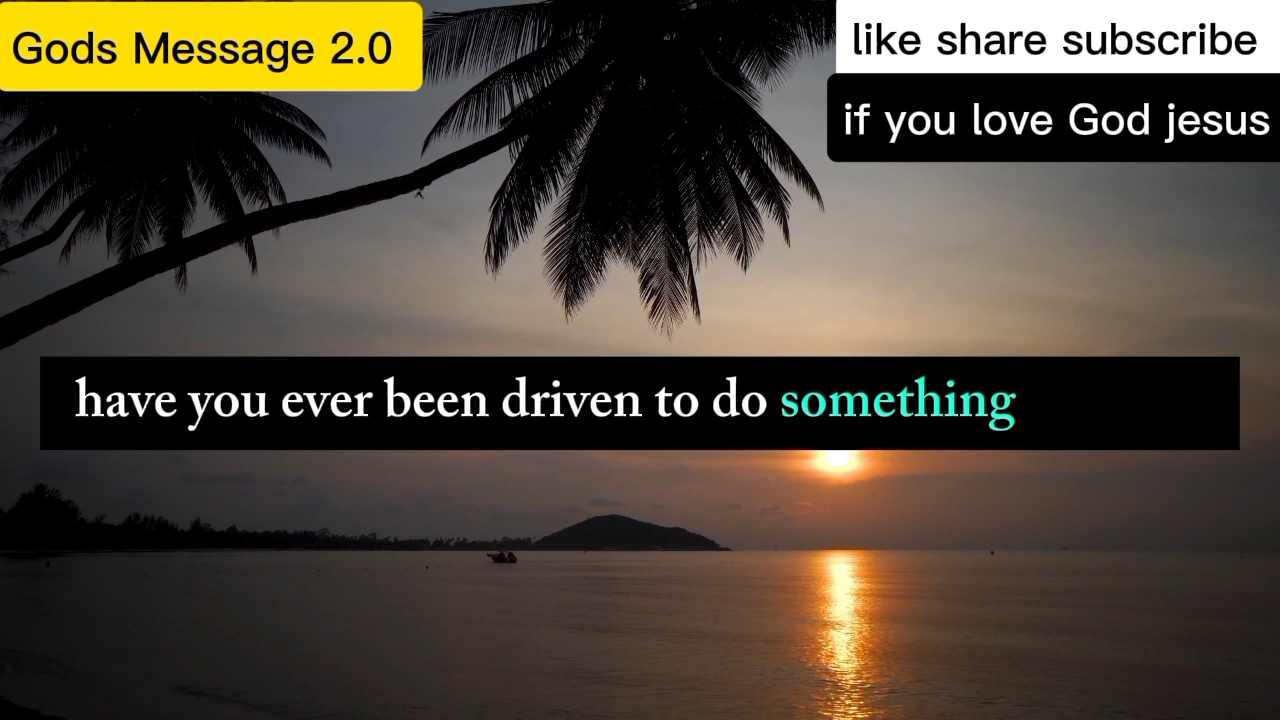 Gods Message 2.0
like share subscribe
if you love God jesus
have you ever been driven to do something